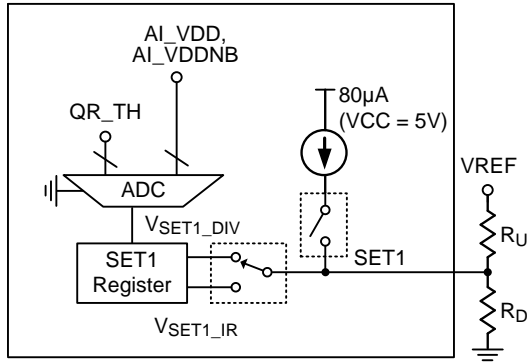 AI_VDD,
AI_VDDNB
QR_TH
80µA
(VCC = 5V)
ADC
VREF
VSET1_DIV
RU
SET1
Register
SET1
RD
VSET1_IR